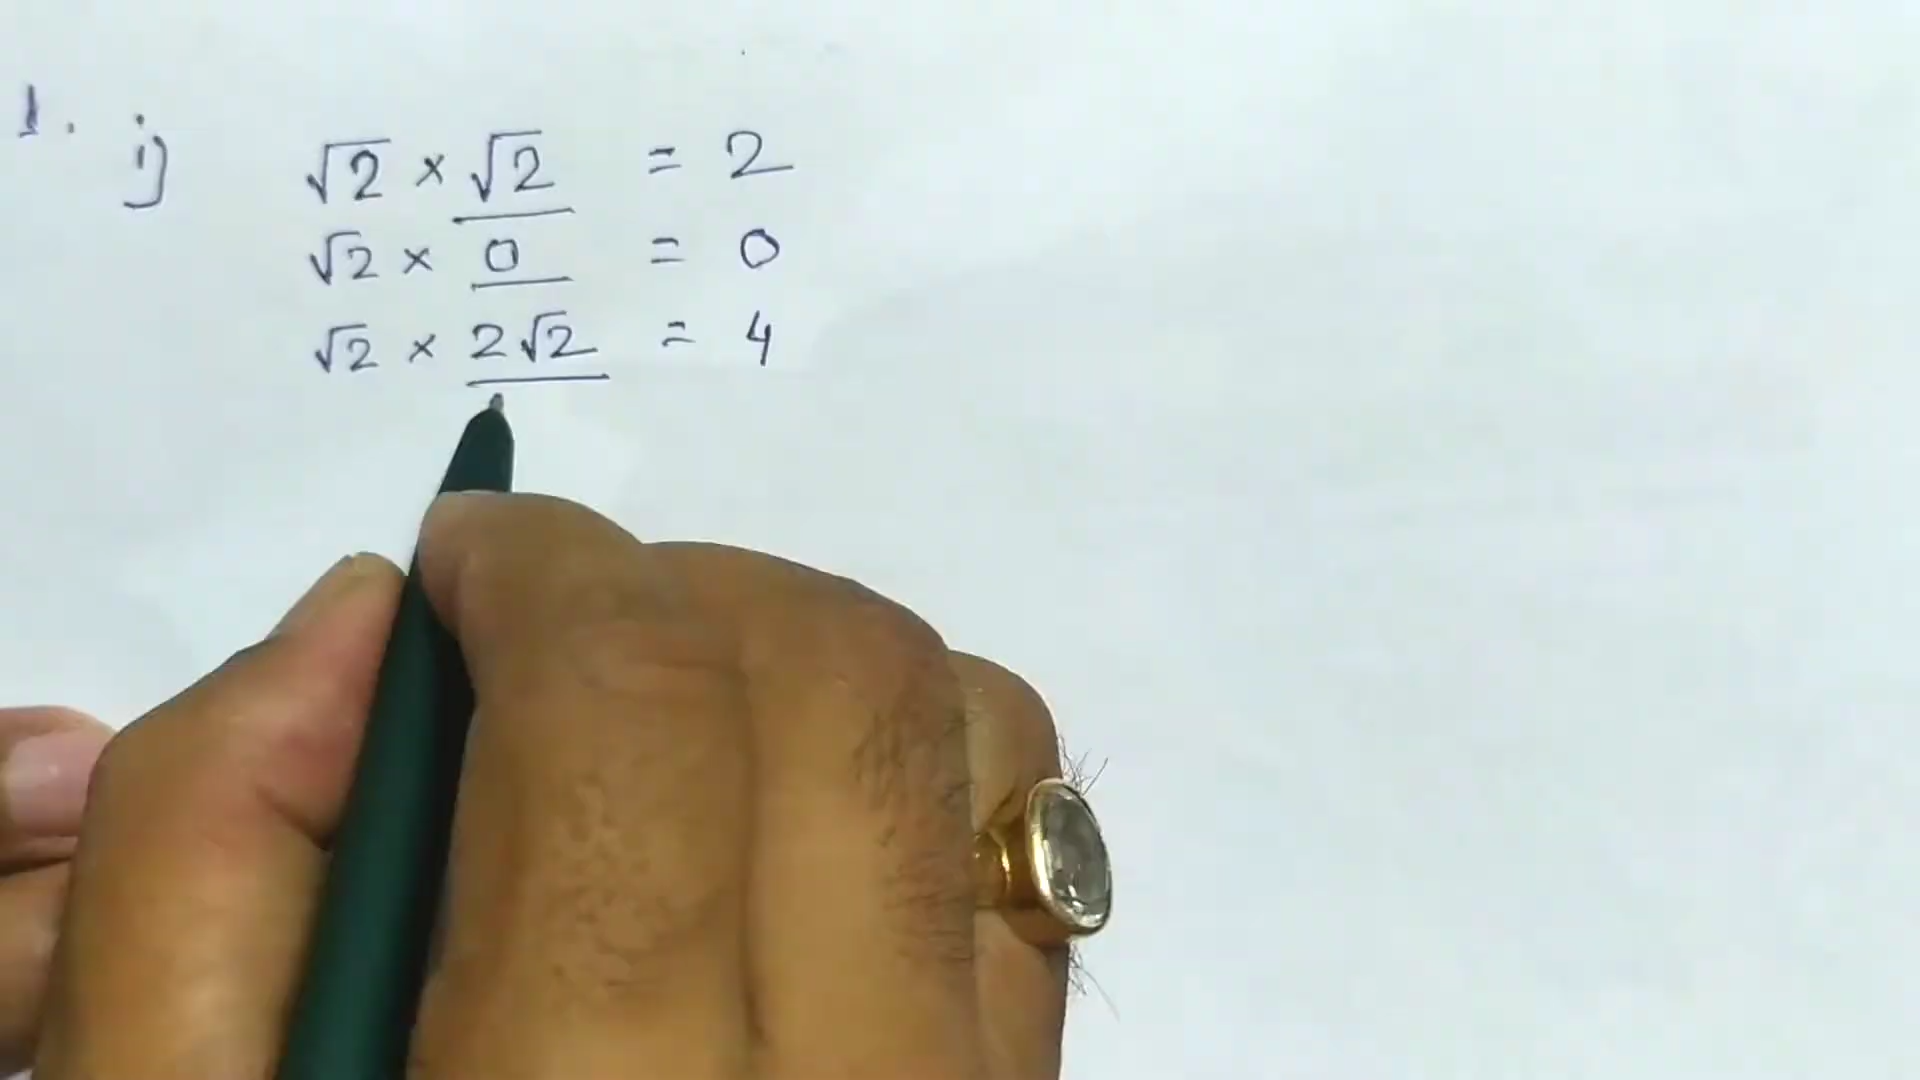 1. i) √2 × √2 = 2
√2 × 0 = 0
√2 × 2√2 = 4